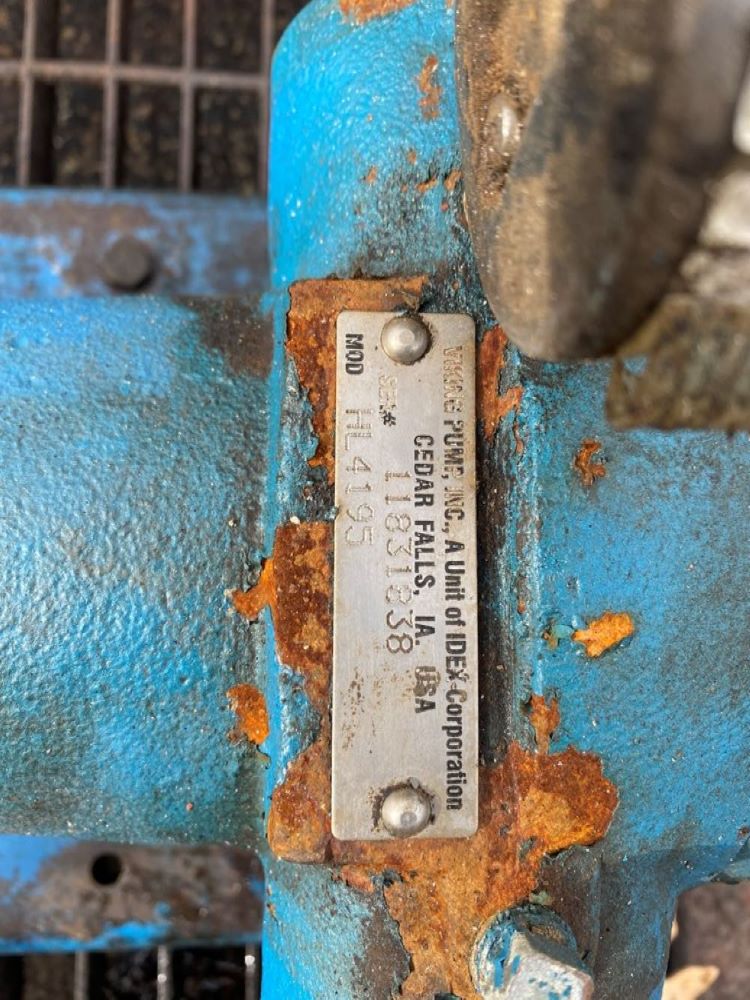 VIKING PUMP, INC., A Unit of IDEX Corporation
CEDAR FALLS, IA. USA
SER# 11831838
MOD HL4195